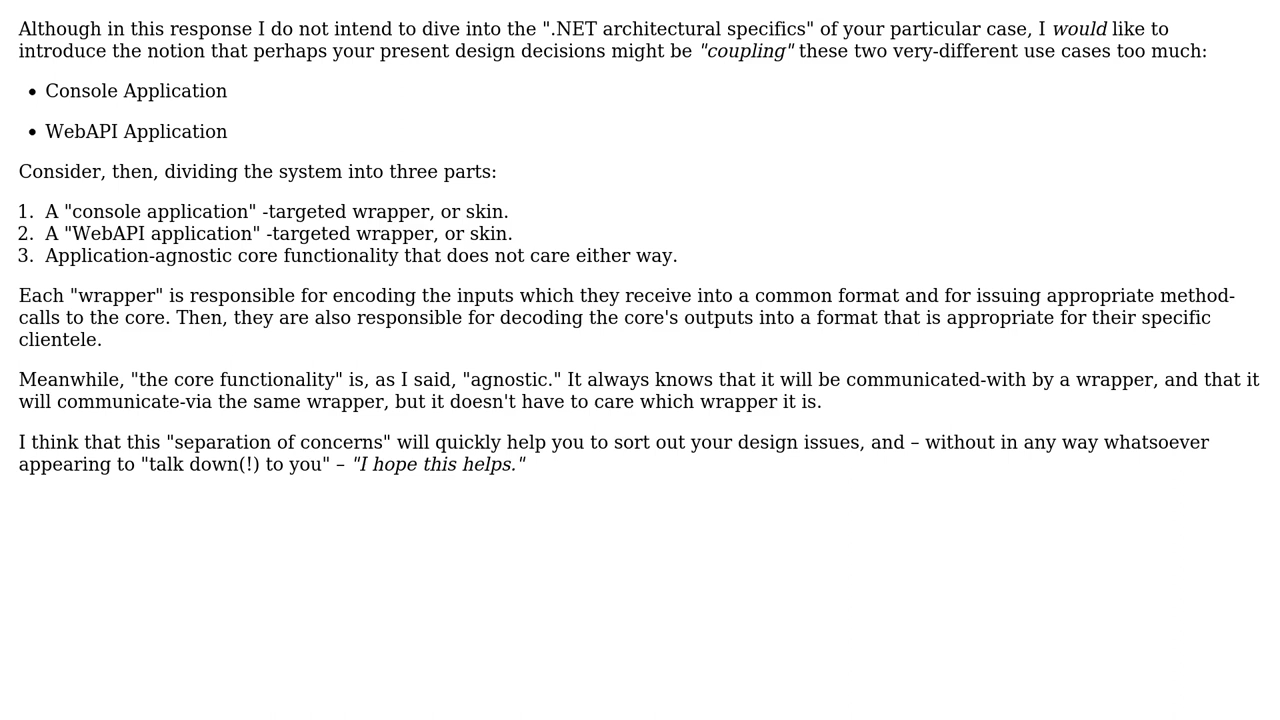 Although in this response I do not intend to dive into the ".NET architectural specifics" of your particular case, I would like to
introduce the notion that perhaps your present design decisions might be "coupling" these two very-different use cases too much:
• Console Application
• WebAPI Application
Consider, then, dividing the system into three parts:
1. A "console application" -targeted wrapper, or skin.
2. A "WebAPI application" -targeted wrapper, or skin.
3. Application-agnostic core functionality that does not care either way.
Each "wrapper" is responsible for encoding the inputs which they receive into a common format and for issuing appropriate method-
calls to the core. Then, they are also responsible for decoding the core's outputs into a format that is appropriate for their specific
clientele.
Meanwhile, "the core functionality" is, as I said, "agnostic." It always knows that it will be communicated-with by a wrapper, and that it
will communicate-via the same wrapper, but it doesn't have to care which wrapper it is.
I think that this "separation of concerns" will quickly help you to sort out your design issues, and – without in any way whatsoever
appearing to "talk down(!) to you" – "I hope this helps."